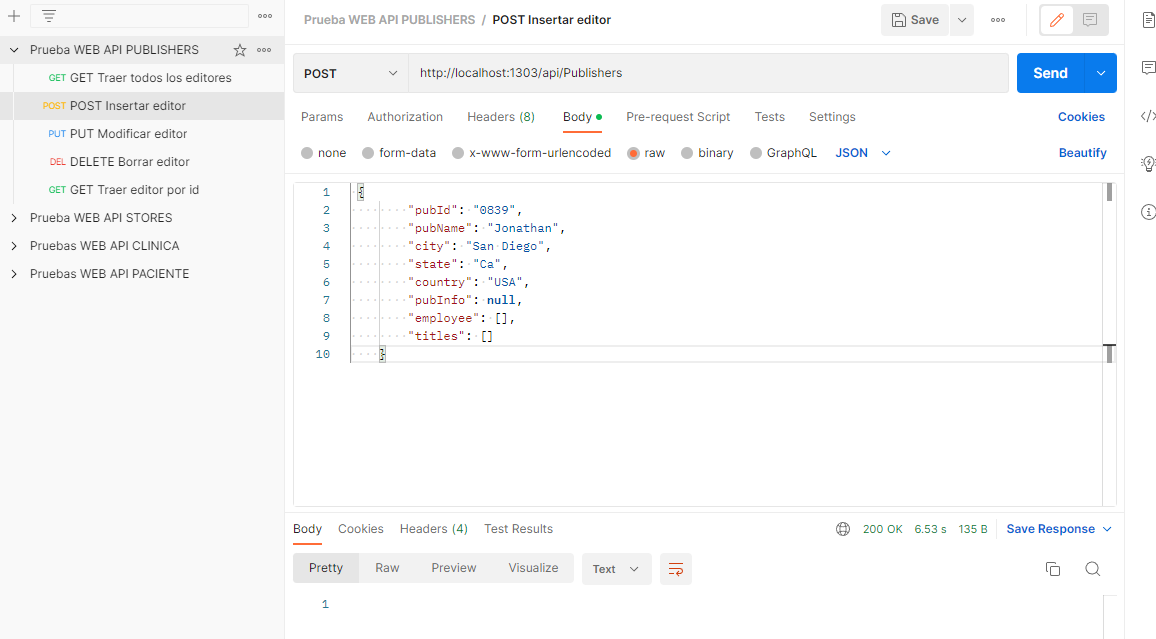 Prueba WEB API PUBLISHERS / POST Insertar editor
Save
Prueba WEB API PUBLISHERS
GET GET Traer todos los editores
POST POST Insertar editor
PUT PUT Modificar editor
DEL DELETE Borrar editor
GET GET Traer editor por id
Prueba WEB API STORES
Pruebas WEB API CLINICA
Pruebas WEB API PACIENTE
POST http://localhost:1303/api/Publishers Send
Params Authorization Headers (8) Body Pre-request Script Tests Settings Cookies
none form-data x-www-form-urlencoded raw binary GraphQL JSON Beautify
1 {
2 "pubId": "0839",
3 "pubName": "Jonathan",
4 "city": "San Diego",
5 "state": "Ca",
6 "country": "USA",
7 "pubInfo": null,
8 "employee": [],
9 "titles": []
10 }
Body Cookies Headers (4) Test Results 200 OK 6.53 s 135 B Save Response
Pretty Raw Preview Visualize Text
1